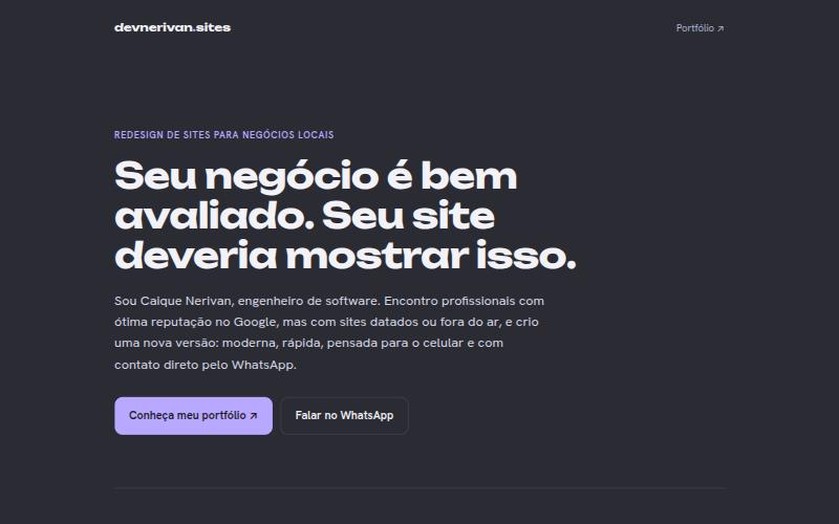 devnerivan.sites
Portfólio ↗
REDESIGN DE SITES PARA NEGÓCIOS LOCAIS
Seu negócio é bem
avaliado. Seu site
deveria mostrar isso.
Sou Caique Nerivan, engenheiro de software. Encontro profissionais com
ótima reputação no Google, mas com sites datados ou fora do ar, e crio
uma nova versão: moderna, rápida, pensada para o celular e com
contato direto pelo WhatsApp.
Conheça meu portfólio ↗
Falar no WhatsApp